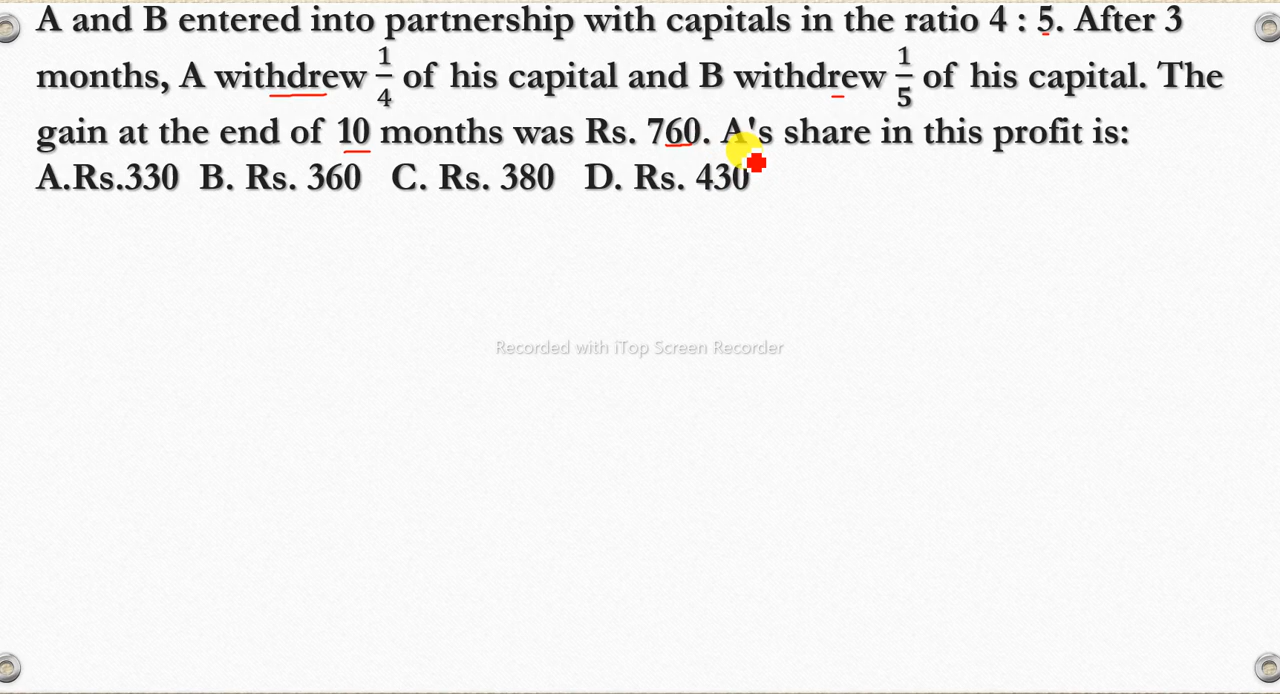 A and B entered into partnership with capitals in the ratio 4 : 5. After 3
months, A withdrew 1/4 of his capital and B withdrew 1/5 of his capital. The
gain at the end of 10 months was Rs. 760. A's share in this profit is:
A.Rs.330 B. Rs. 360 C. Rs. 380 D. Rs. 430
Recorded with iTop Screen Recorder